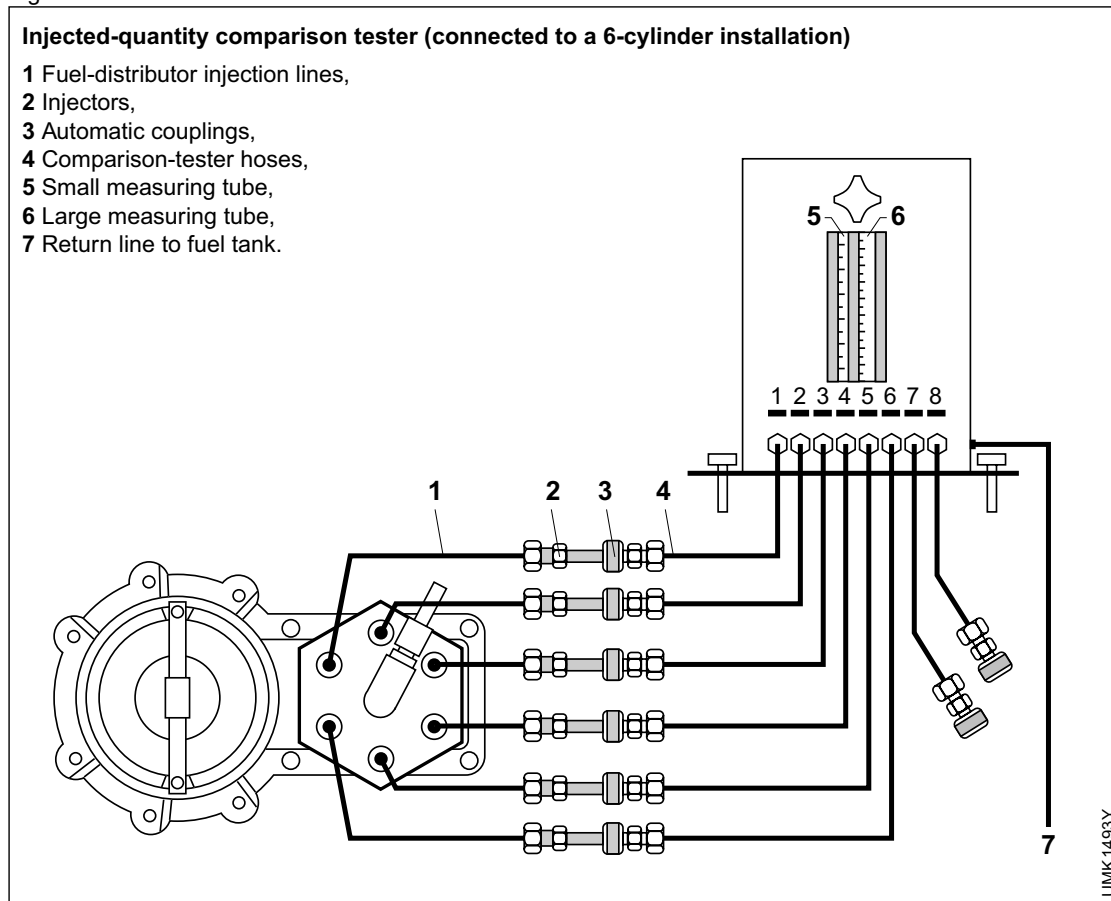 Injected-quantity comparison tester (connected to a 6-cylinder installation)
1 Fuel-distributor injection lines,
2 Injectors,
3 Automatic couplings,
4 Comparison-tester hoses,
5 Small measuring tube,
6 Large measuring tube,
7 Return line to fuel tank.
5 6
1 2 3 4 5 6 7 8
1 2 3 4
7
UMK1493Y